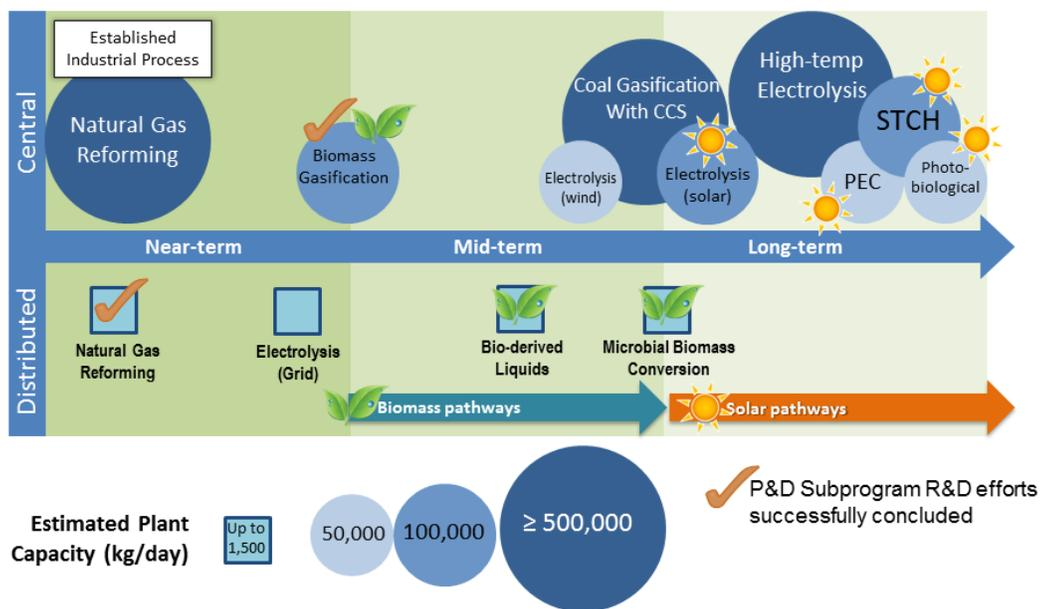 Established
Industrial Process
Central
Natural Gas
Reforming
Biomass
Gasification
Coal Gasification
With CCS
Electrolysis
(wind)
Electrolysis
(solar)
High-temp
Electrolysis
STCH
PEC
Photo-
biological
Near-term
Mid-term
Long-term
Distributed
Natural Gas
Reforming
Electrolysis
(Grid)
Bio-derived
Liquids
Microbial Biomass
Conversion
Biomass pathways
Solar pathways
Estimated Plant
Capacity (kg/day)
Up to
1,500
50,000
100,000
≥ 500,000
P&D Subprogram R&D efforts
successfully concluded